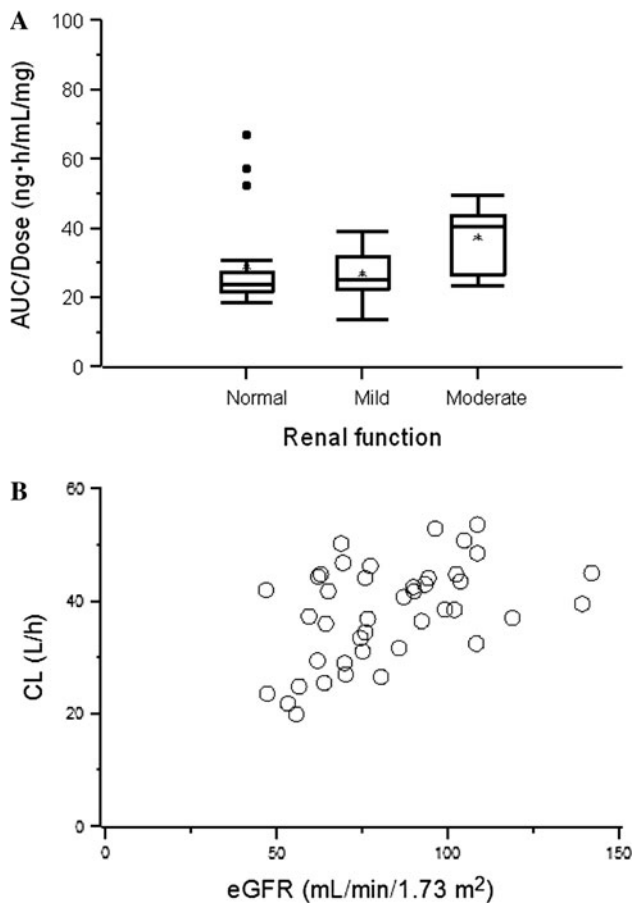 A
AUC/Dose (ng·h/mL/mg)
100
80
60
40
20
0
Normal Mild Moderate
Renal function
B
CL (L/h)
60
40
20
0
0 50 100 150
eGFR (mL/min/1.73 m²)